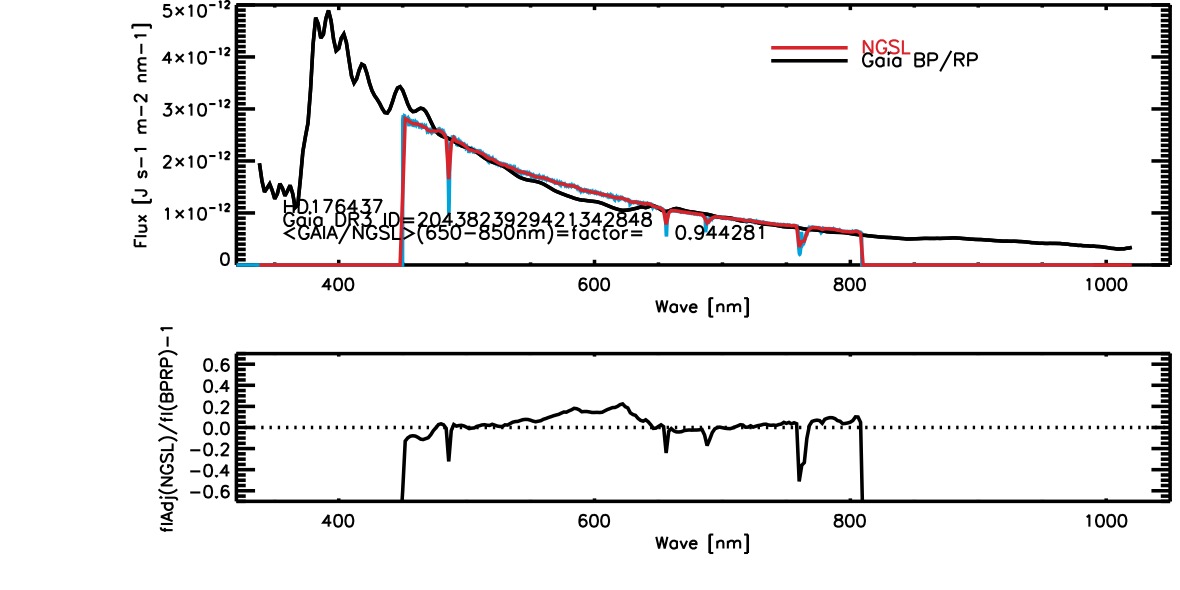 5×10⁻¹²
4×10⁻¹²
3×10⁻¹²
2×10⁻¹²
1×10⁻¹²
0
Flux [J s−1 m−2 nm−1]
NGSL
Gaia BP/RP
HD176437
Gaia DR3 ID=2043823929421342848
<GAIA/NGSL>(650−850nm)=factor= 0.944281
400 600 800 1000
Wave [nm]
flAdj(NGSL)/fl(BPRP)−1
0.6
0.4
0.2
0.0
−0.2
−0.4
−0.6
400 600 800 1000
Wave [nm]